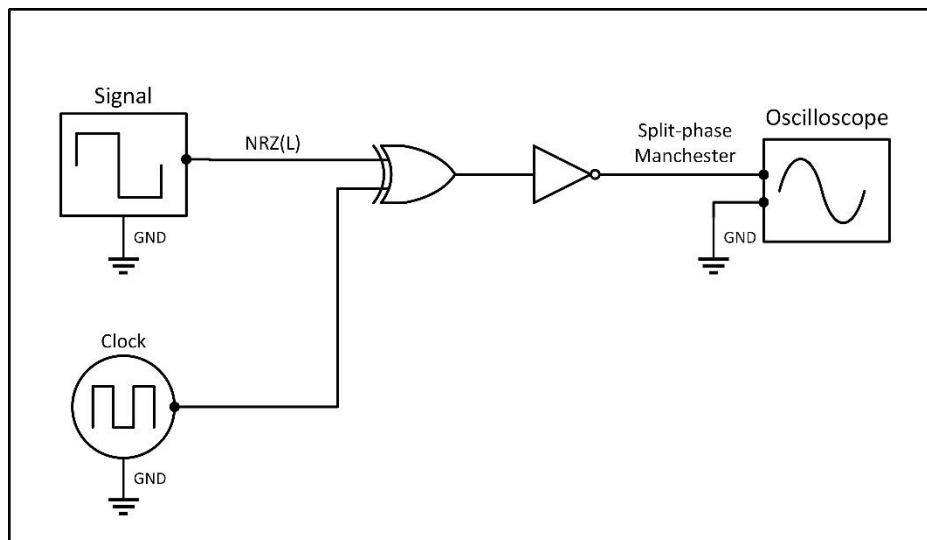 Signal
NRZ(L)
GND
Split-phase
Manchester
Oscilloscope
GND
Clock
GND